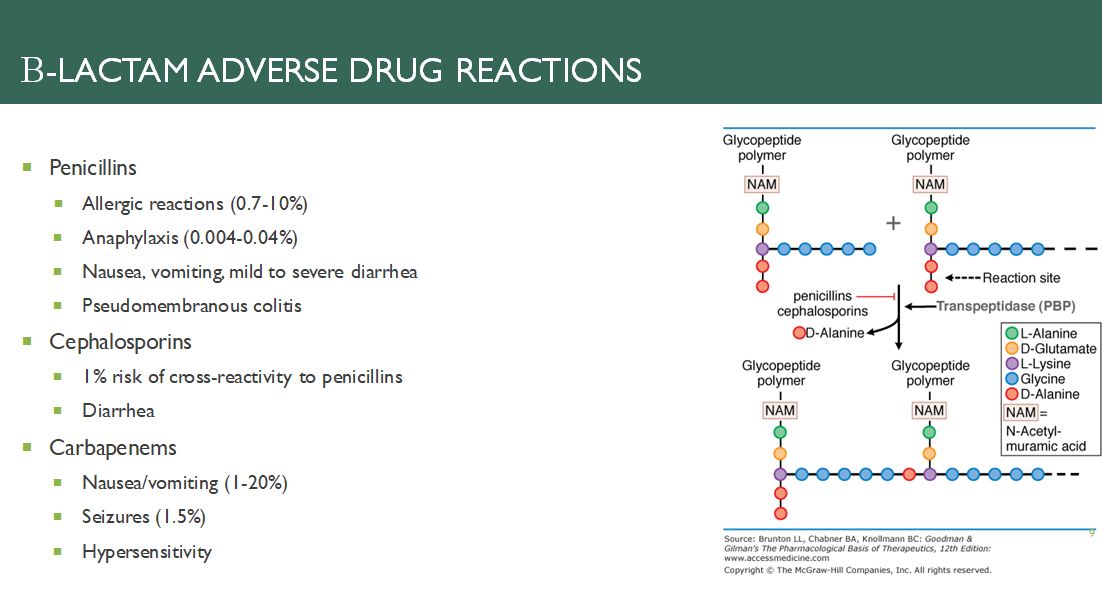 B-LACTAM ADVERSE DRUG REACTIONS
Penicillins
Allergic reactions (0.7-10%)
Anaphylaxis (0.004-0.04%)
Nausea, vomiting, mild to severe diarrhea
Pseudomembranous colitis
Cephalosporins
1% risk of cross-reactivity to penicillins
Diarrhea
Carbapenems
Nausea/vomiting (1-20%)
Seizures (1.5%)
Hypersensitivity
Glycopeptide
polymer
NAM
Glycopeptide
polymer
NAM
+
Reaction site
penicillins
cephalosporins
Transpeptidase (PBP)
D-Alanine
L-Alanine
D-Glutamate
L-Lysine
Glycine
D-Alanine
NAM =
N-Acetyl-
muramic acid
Glycopeptide
polymer
NAM
Glycopeptide
polymer
NAM
Source: Brunton LL, Chabner BA, Knollmann BC: Goodman &
Gilman's The Pharmacological Basis of Therapeutics, 12th Edition:
www.accessmedicine.com
Copyright © The McGraw-Hill Companies, Inc. All rights reserved.
9